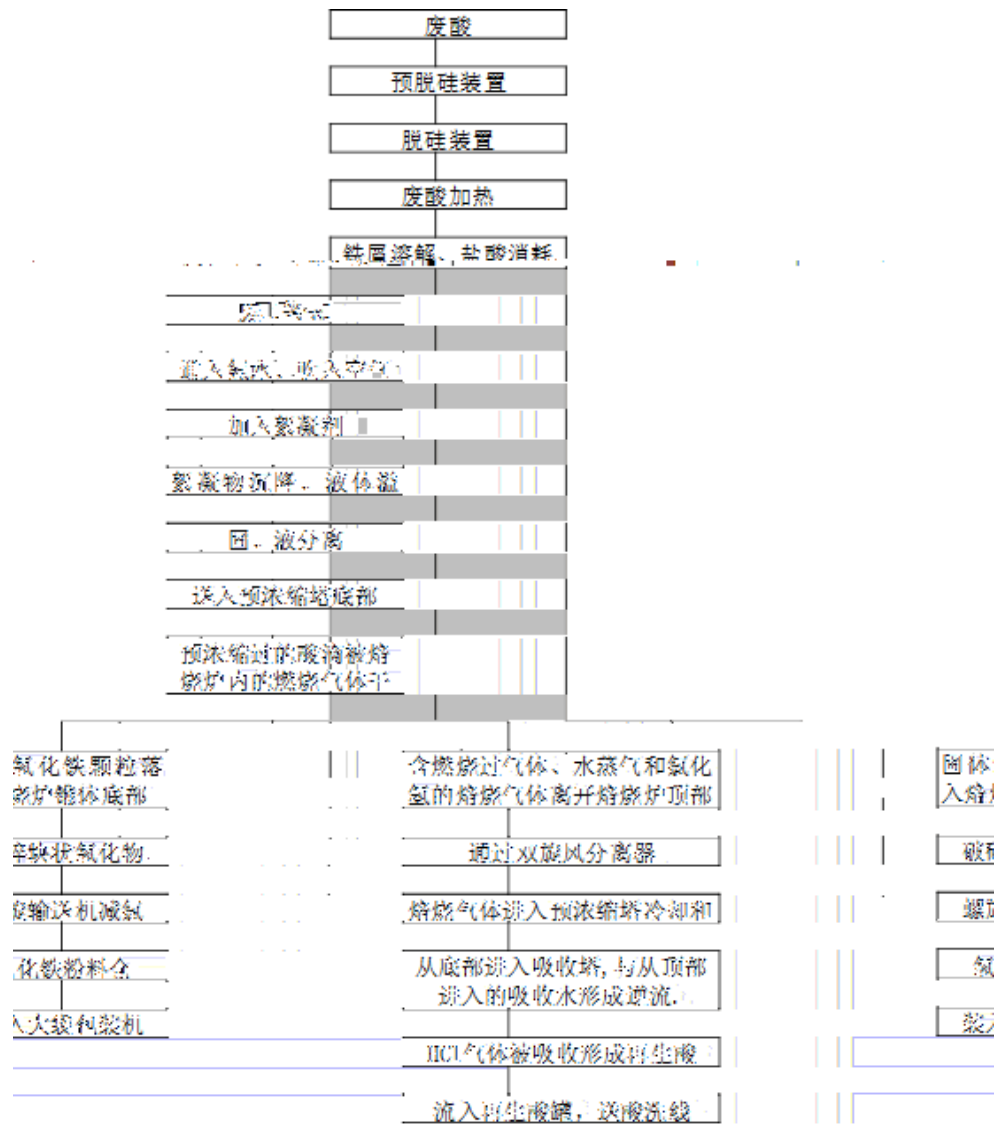 废酸
预脱硅装置
脱硅装置
废酸加热
铁屑溶解、盐酸消耗
加入絮凝剂
絮凝物沉降、液体溢
固、液分离
送入预浓缩塔底部
预浓缩过的酸滴被焙
烧炉内的燃烧气体干
氧化铁颗粒落
烧炉锥体底部
碎块状氧化物
旋输送机减氯
化铁粉料仓
入大袋包装机
含燃烧过气体、水蒸气和氯化
氢的焙烧气体离开焙烧炉顶部
通过双旋风分离器
焙烧气体进入预浓缩塔冷却和
从底部进入吸收塔,与从顶部
进入的吸收水形成逆流
HCl气体被吸收形成再生酸
流入再生酸罐，送酸洗线
固体
入焙
破
螺旋
氧
装入